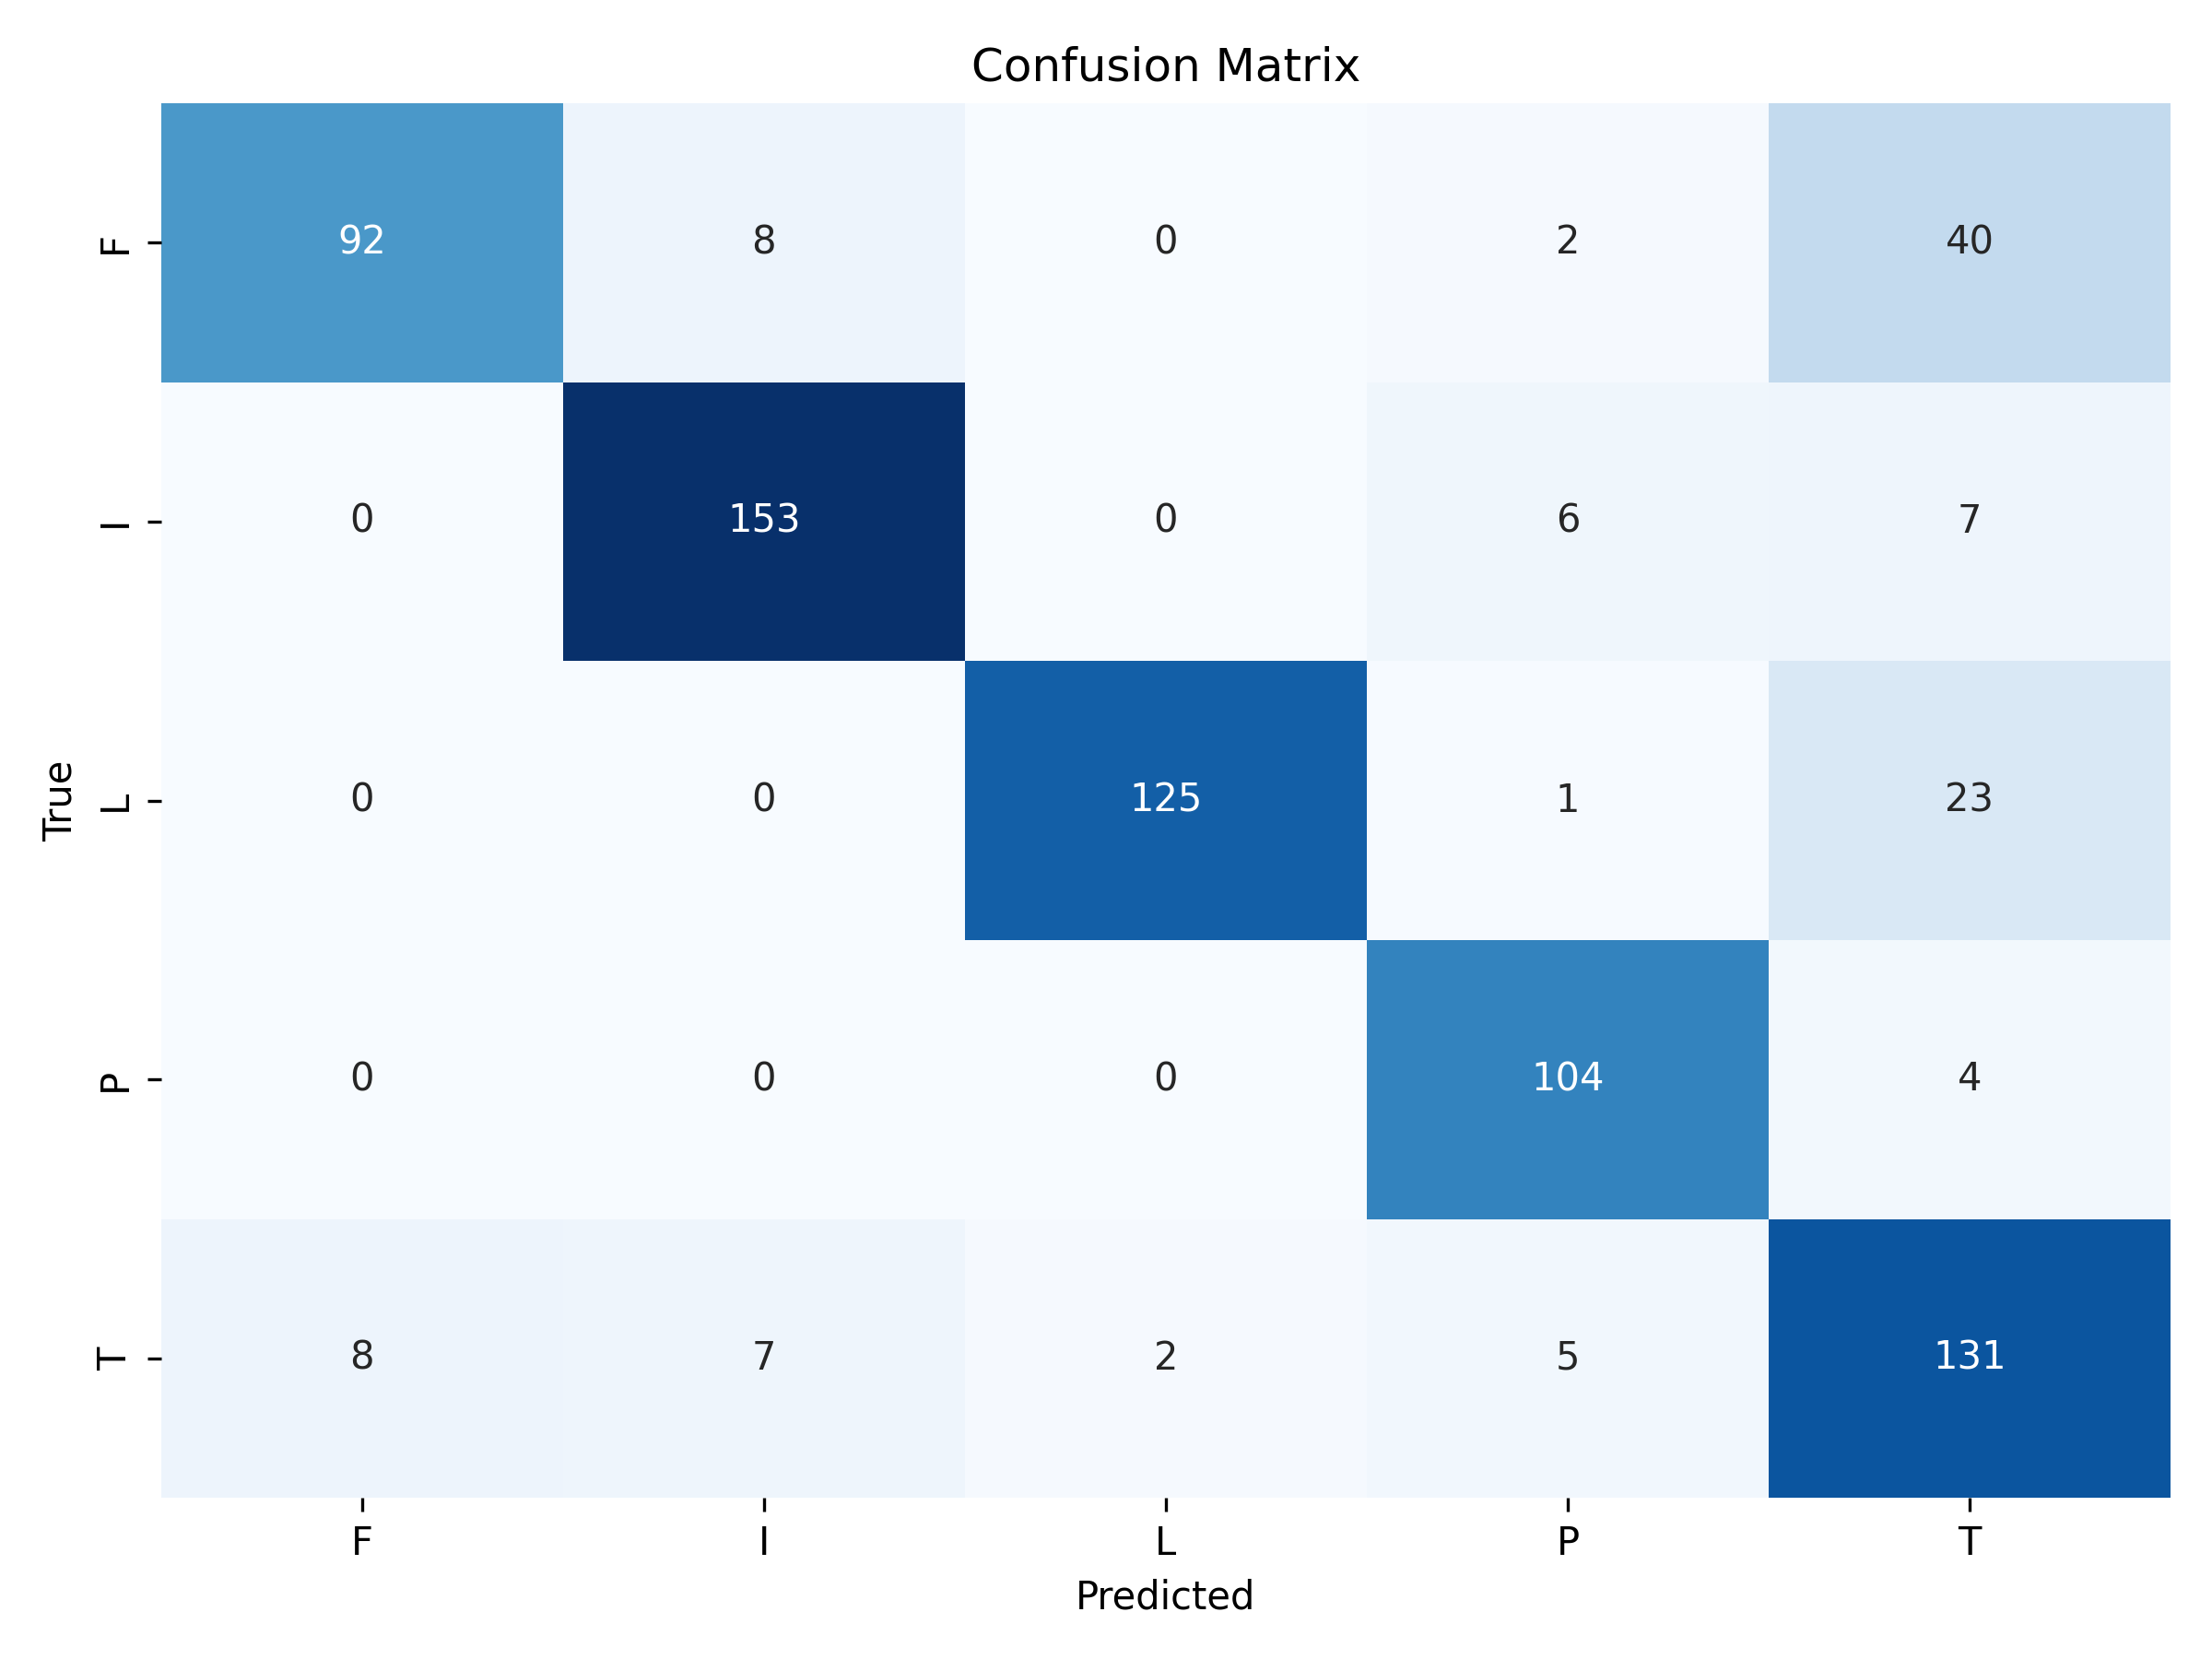 Confusion Matrix
F 92 8 0 2 40
I 0 153 0 6 7
True
L 0 0 125 1 23
P 0 0 0 104 4
T 8 7 2 5 131
F I L P T
Predicted